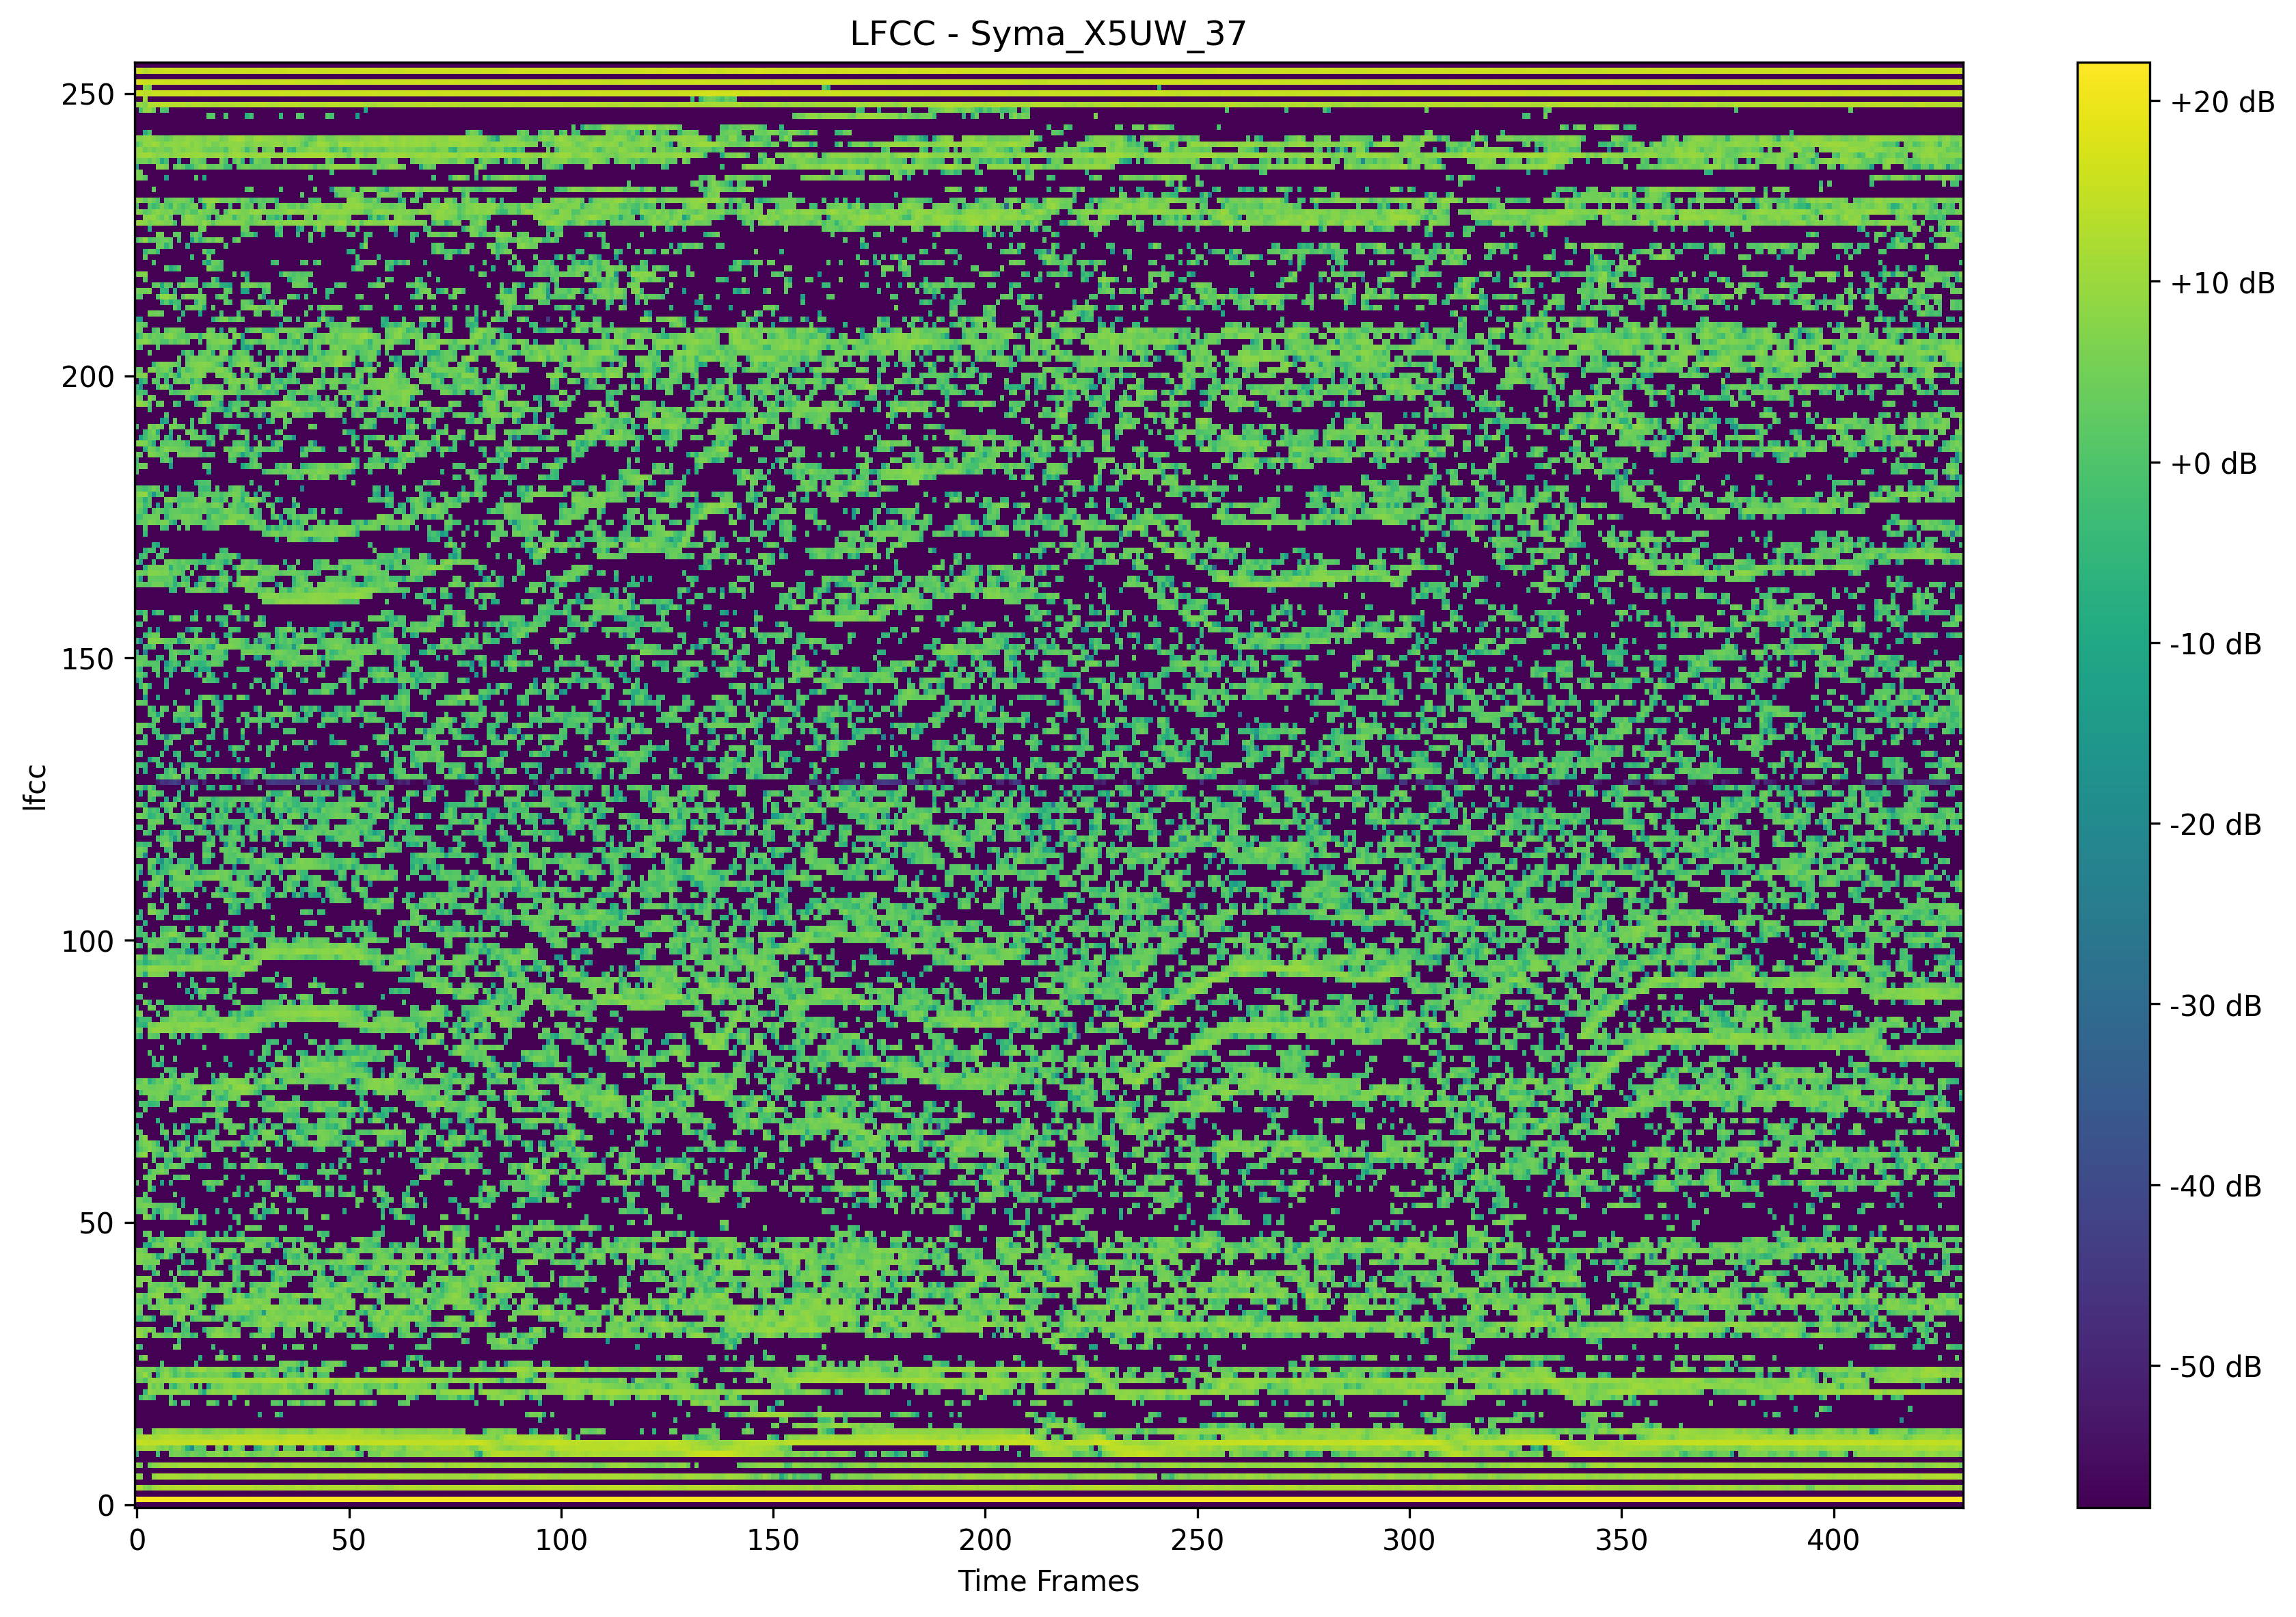 LFCC - Syma_X5UW_37
250
200
150
100
50
0
lfcc
0 50 100 150 200 250 300 350 400
Time Frames
+20 dB
+10 dB
+0 dB
-10 dB
-20 dB
-30 dB
-40 dB
-50 dB